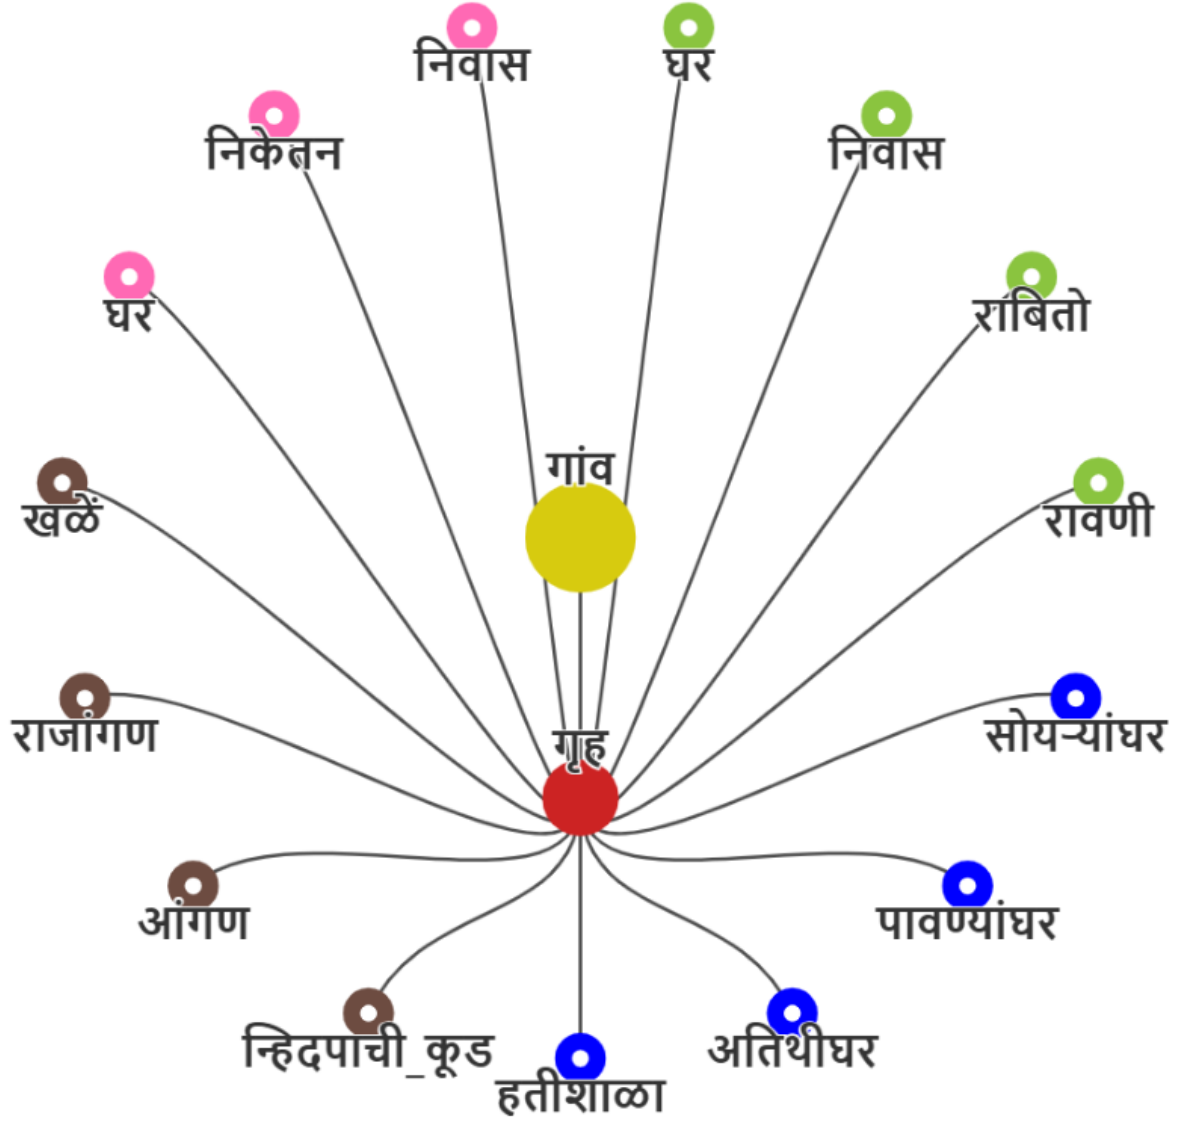 निवास
घर
निकेतन
निवास
घर
राबितो
गांव
खळें
रावणी
राजांगण
गृह
सोयऱ्यांघर
आंगण
पावण्यांघर
न्हिदपाची_कूड
हतीशाळा
अतिथीघर